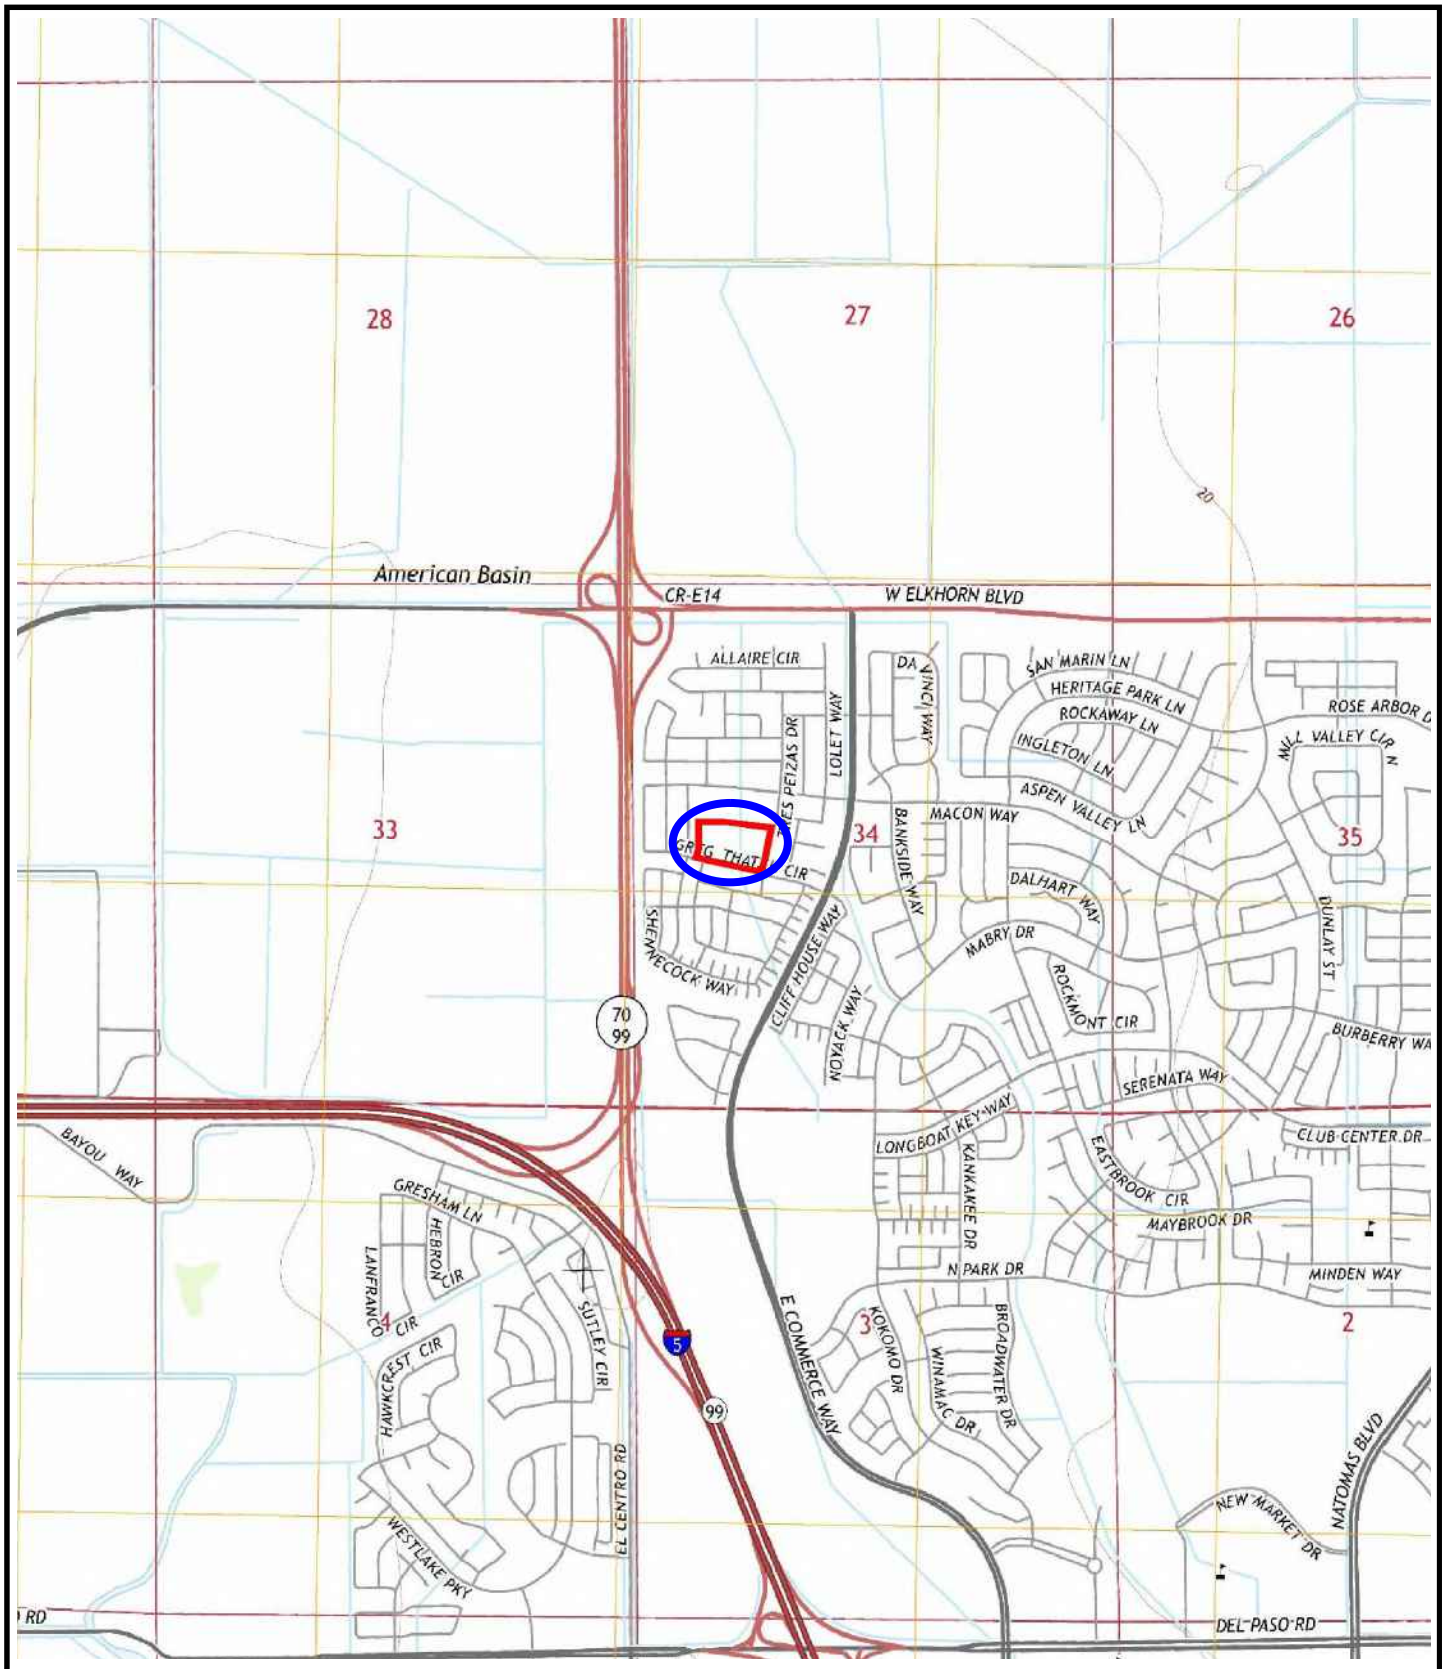 28
27
26
20
American Basin
CR-E14
W ELKHORN BLVD
ALLAIRE CIR
DA VINCI WAY
SAN MARIN LN
HERITAGE PARK LN
ROCKAWAY LN
INGLETON LN
ROSE ARBOR D
MILL VALLEY CIR N
LOLET WAY
PEIZAS DR
ASPEN VALLEY LN
MACON WAY
BANKSIDE WAY
33
34
35
GREG THAT CIR
DALHART WAY
DUNLAY ST
SHENNECOCK WAY
CLIFF HOUSE WAY
MABRY DR
ROCKMONT CIR
NOYACK WAY
70
99
BURBERRY WA
SERENATA WAY
LONGBOAT KEY WAY
CLUB CENTER DR
BAYOU WAY
KANKAKEE DR
EASTBROOK CIR
MAYBROOK DR
GRESHAM LN
HEBRON CIR
LANFRANCO CIR
N PARK DR
MINDEN WAY
4
3
2
SUTLEY CIR
5
E COMMERCE WAY
KOKOMO DR
BROADWATER DR
WINAMAC DR
HAWKCREST CIR
99
EL CENTRO RD
NATOMAS BLVD
NEW MARKET DR
WESTLAKE PKY
RD
DEL PASO RD